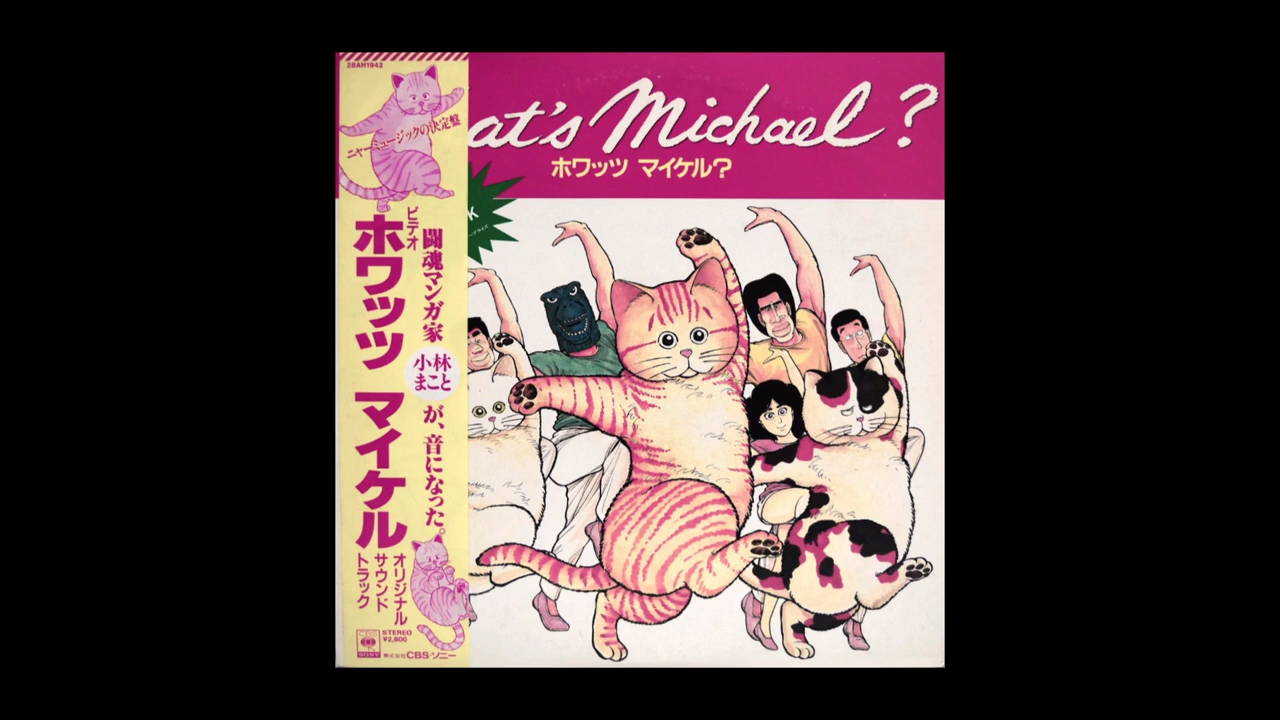 28AH1942
ニャーミュージックの決定盤
ビデオ
ホワッツ マイケル
闘魂マンガ家
小林
まこと
が、音になった。
オリジナル
サウンド
トラック
STEREO
¥2,800
CBS
SONY
株式会社CBS・ソニー
at's Michael?
ホワッツ マイケル?
K